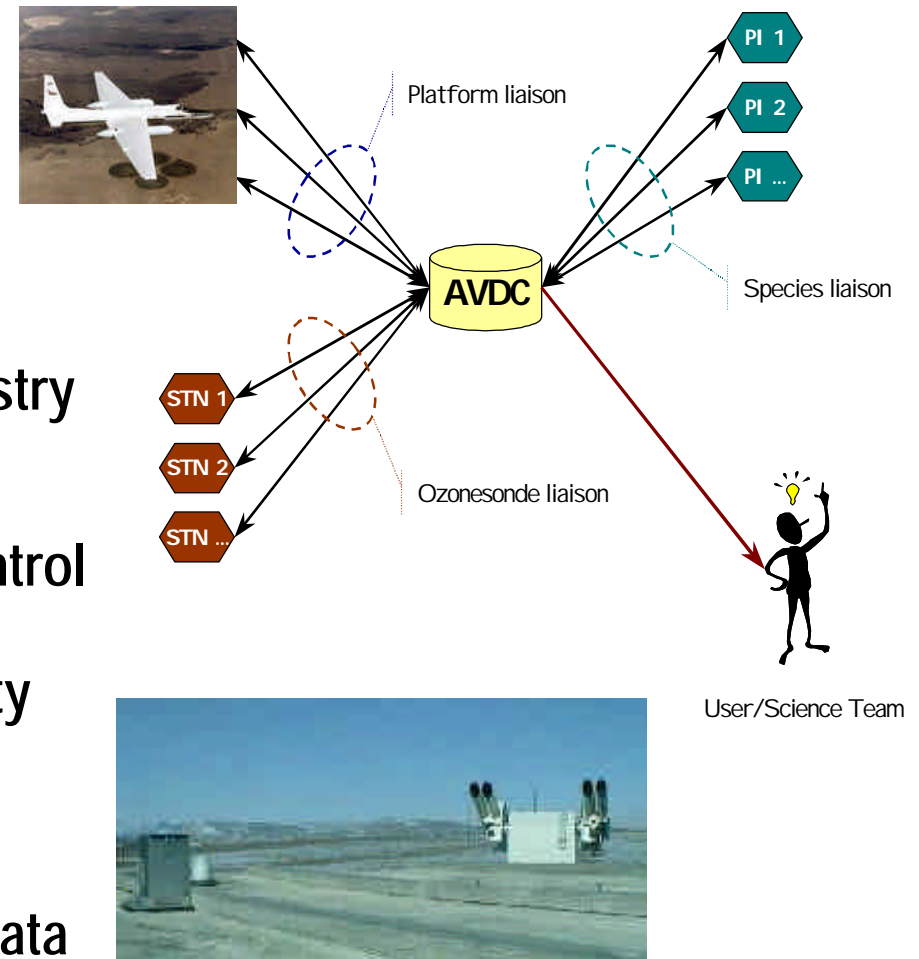 PI 1
Platform liaison
PI 2
PI ...
AVDC
Species liaison
stry
STN 1
STN 2
Ozonesonde liaison
STN ...
ntrol
ty
User/Science Team
ata